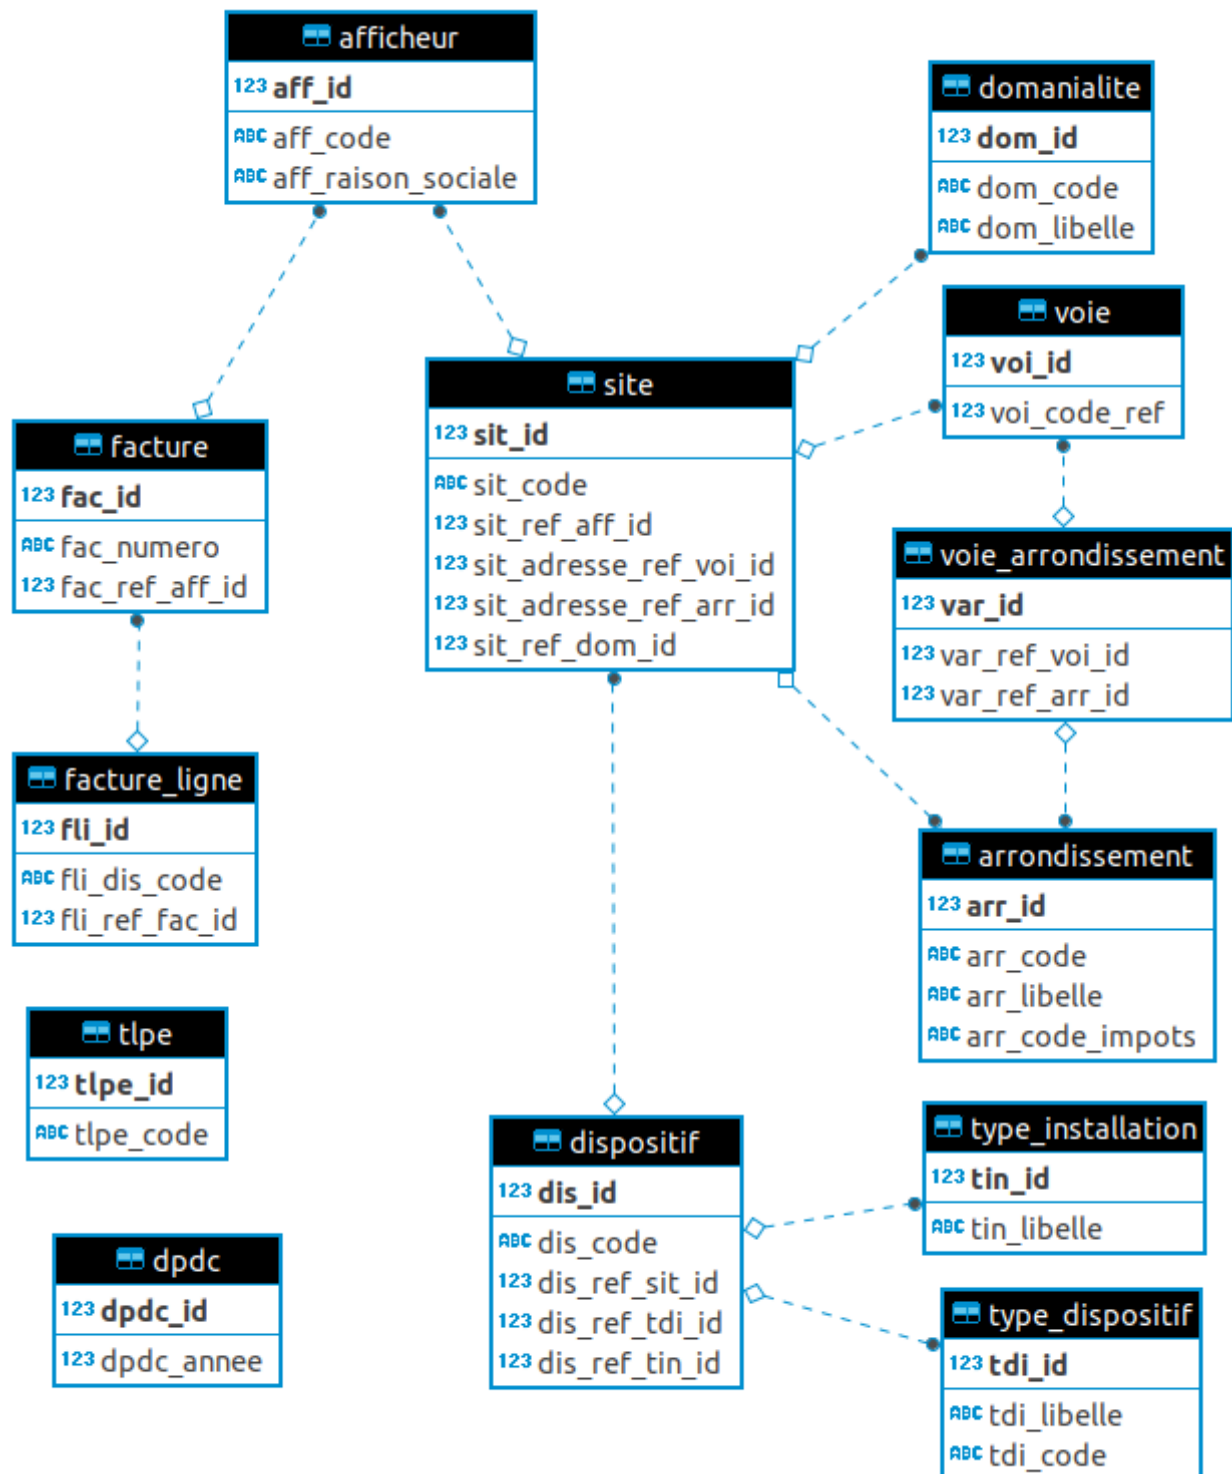 afficheur
123 aff_id
ABC aff_code
ABC aff_raison_sociale
domanialite
123 dom_id
ABC dom_code
ABC dom_libelle
voie
123 voi_id
123 voi_code_ref
site
123 sit_id
ABC sit_code
123 sit_ref_aff_id
123 sit_adresse_ref_voi_id
123 sit_adresse_ref_arr_id
123 sit_ref_dom_id
facture
123 fac_id
ABC fac_numero
123 fac_ref_aff_id
voie_arrondissement
123 var_id
123 var_ref_voi_id
123 var_ref_arr_id
facture_ligne
123 fli_id
ABC fli_dis_code
123 fli_ref_fac_id
arrondissement
123 arr_id
ABC arr_code
ABC arr_libelle
ABC arr_code_impots
tlpe
123 tlpe_id
ABC tlpe_code
dispositif
123 dis_id
ABC dis_code
123 dis_ref_sit_id
123 dis_ref_tdi_id
123 dis_ref_tin_id
type_installation
123 tin_id
ABC tin_libelle
dpdc
123 dpdc_id
123 dpdc_annee
type_dispositif
123 tdi_id
ABC tdi_libelle
ABC tdi_code